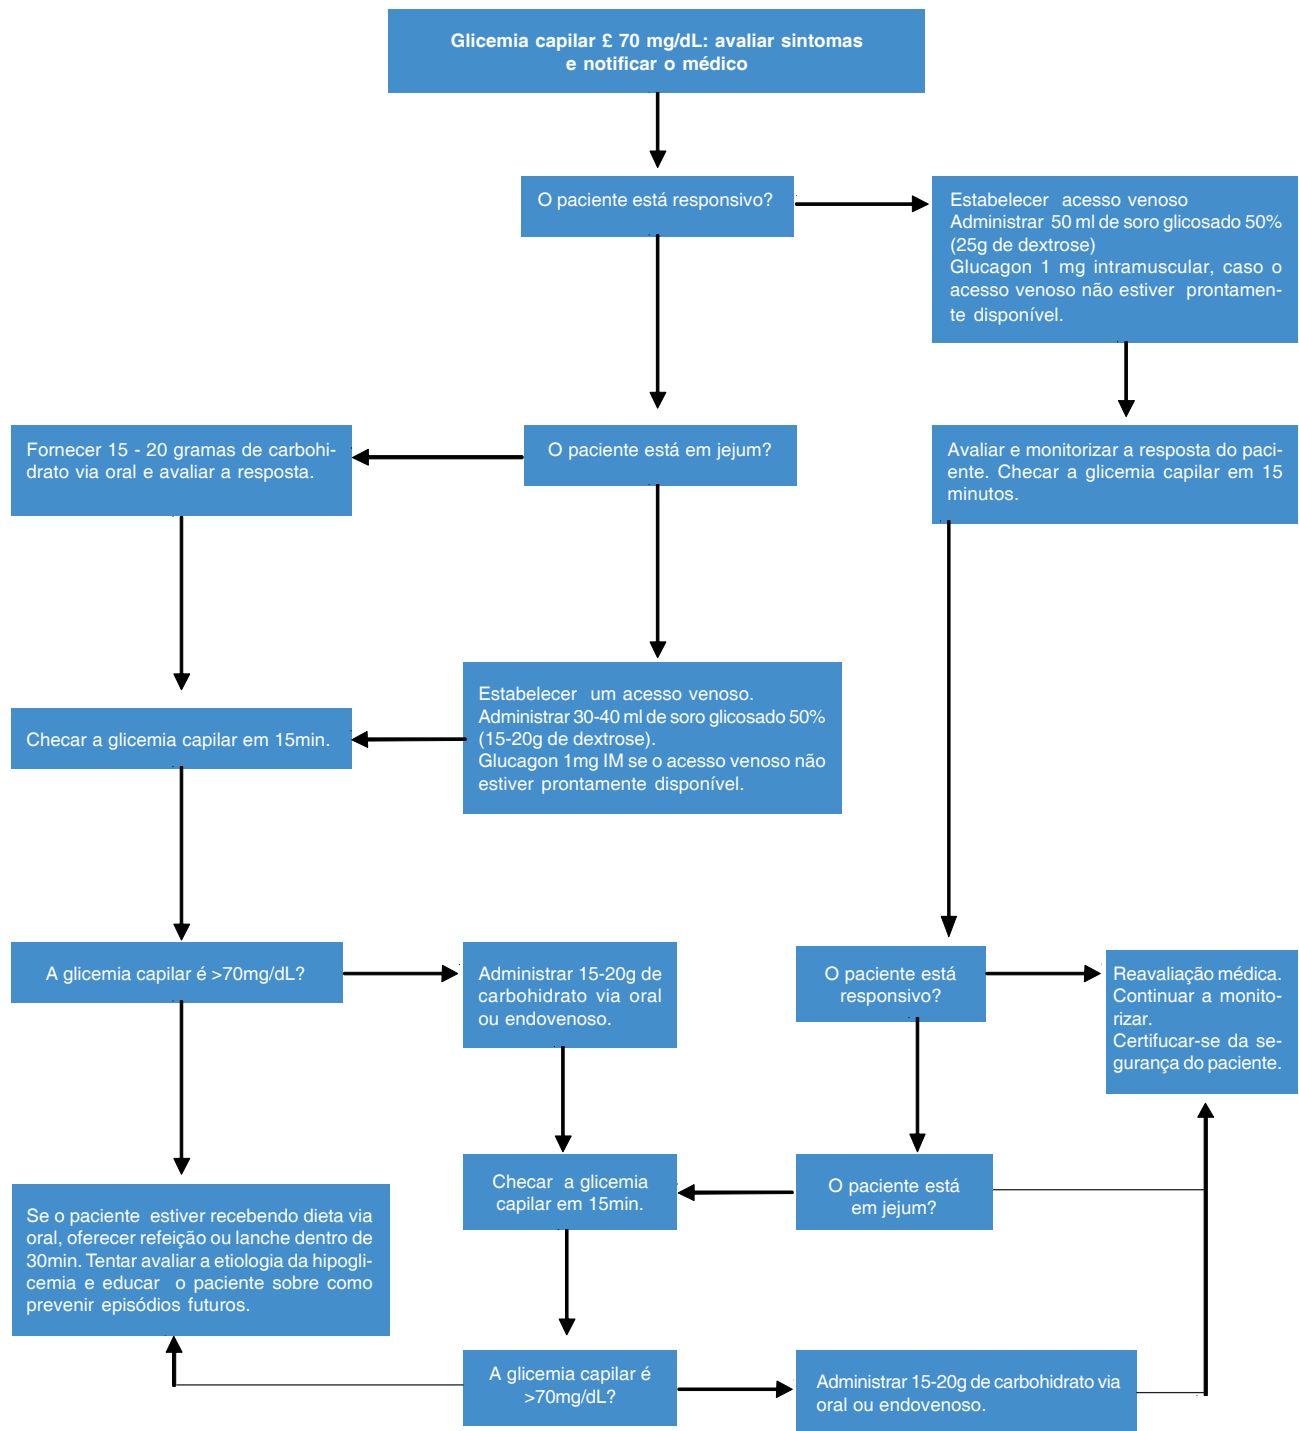 Glicemia capilar £ 70 mg/dL: avaliar sintomas
e notificar o médico
O paciente está responsivo?
Estabelecer acesso venoso
Administrar 50 ml de soro glicosado 50%
(25g de dextrose)
Glucagon 1 mg intramuscular, caso o
acesso venoso não estiver prontamen-
te disponível.
Fornecer 15 - 20 gramas de carbohi-
drato via oral e avaliar a resposta.
O paciente está em jejum?
Avaliar e monitorizar a resposta do paci-
ente. Checar a glicemia capilar em 15
minutos.
Estabelecer um acesso venoso.
Administrar 30-40 ml de soro glicosado 50%
(15-20g de dextrose).
Glucagon 1mg IM se o acesso venoso não
estiver prontamente disponível.
Checar a glicemia capilar em 15min.
A glicemia capilar é >70mg/dL?
Administrar 15-20g de
carbohidrato via oral
ou endovenoso.
O paciente está
responsivo?
Reavaliação médica.
Continuar a monito-
rizar.
Certifucar-se da se-
gurança do paciente.
Checar a glicemia
capilar em 15min.
O paciente está
em jejum?
Se o paciente estiver recebendo dieta via
oral, oferecer refeição ou lanche dentro de
30min. Tentar avaliar a etiologia da hipogli-
cemia e educar o paciente sobre como
prevenir episódios futuros.
A glicemia capilar é
>70mg/dL?
Administrar 15-20g de carbohidrato via
oral ou endovenoso.